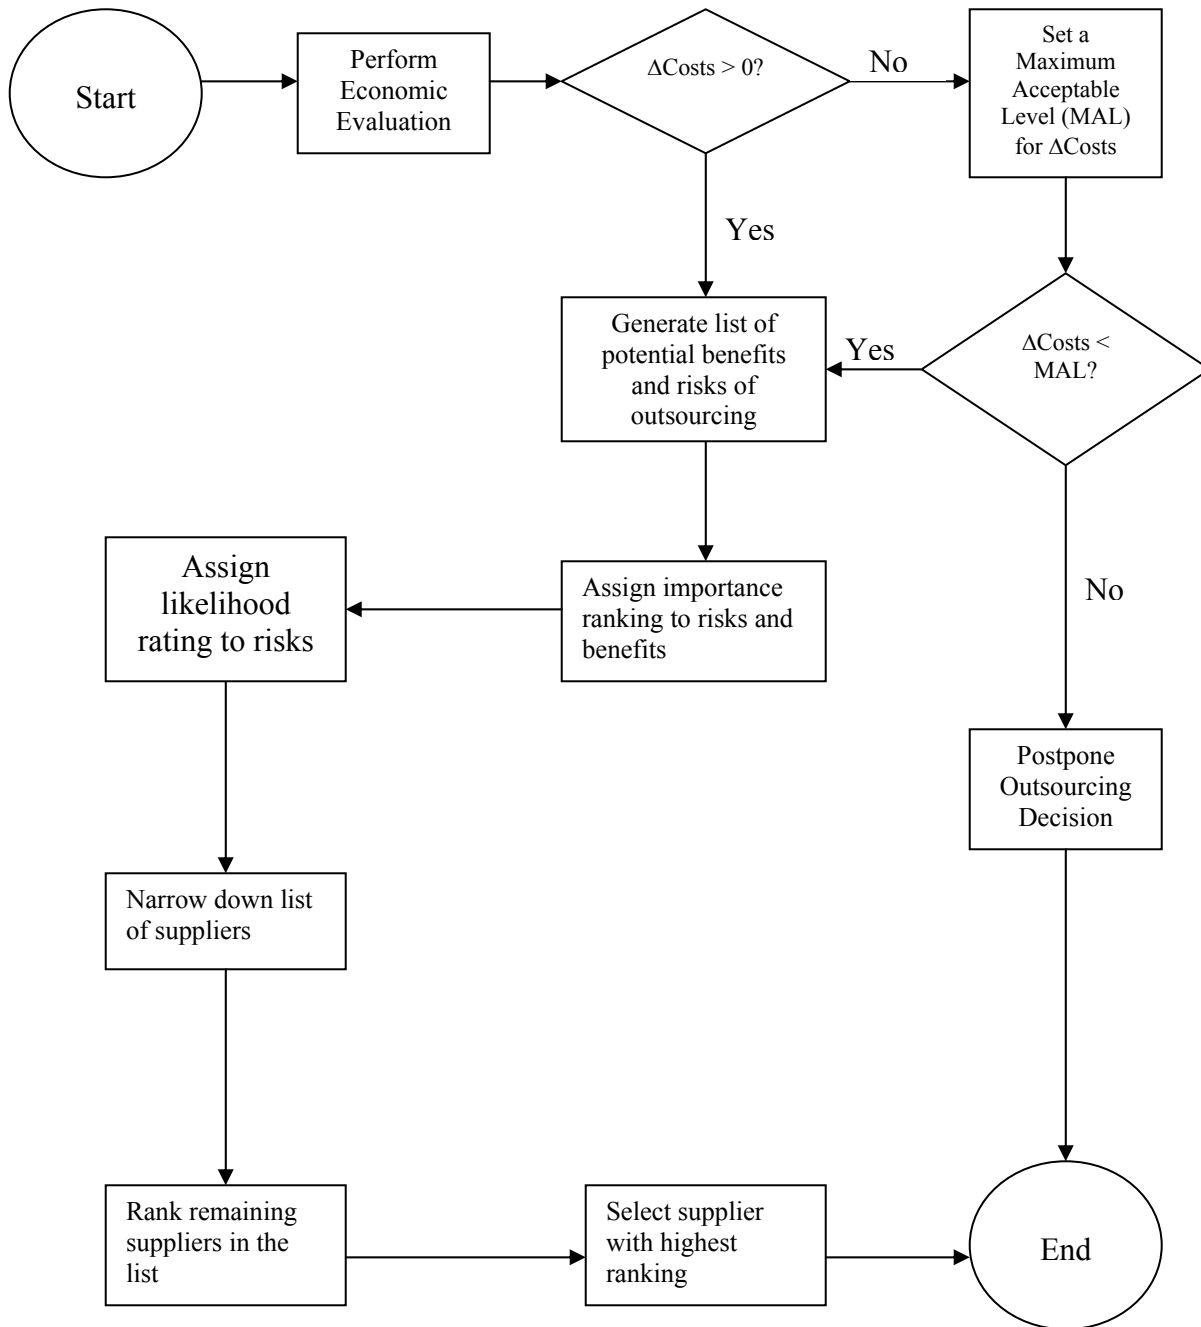 Start
Perform
Economic
Evaluation
ΔCosts > 0?
No
Set a
Maximum
Acceptable
Level (MAL)
for ΔCosts
Yes
Generate list of
potential benefits
and risks of
outsourcing
Yes
ΔCosts <
MAL?
Assign
likelihood
rating to risks
Assign importance
ranking to risks and
benefits
No
Postpone
Outsourcing
Decision
Narrow down list
of suppliers
Rank remaining
suppliers in the
list
Select supplier
with highest
ranking
End